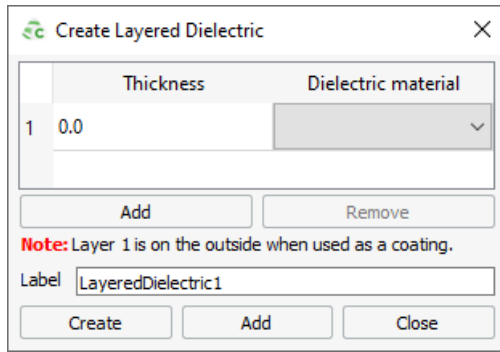 Create Layered Dielectric
Thickness Dielectric material
1 0.0
Add Remove
Note: Layer 1 is on the outside when used as a coating.
Label LayeredDielectric1
Create Add Close